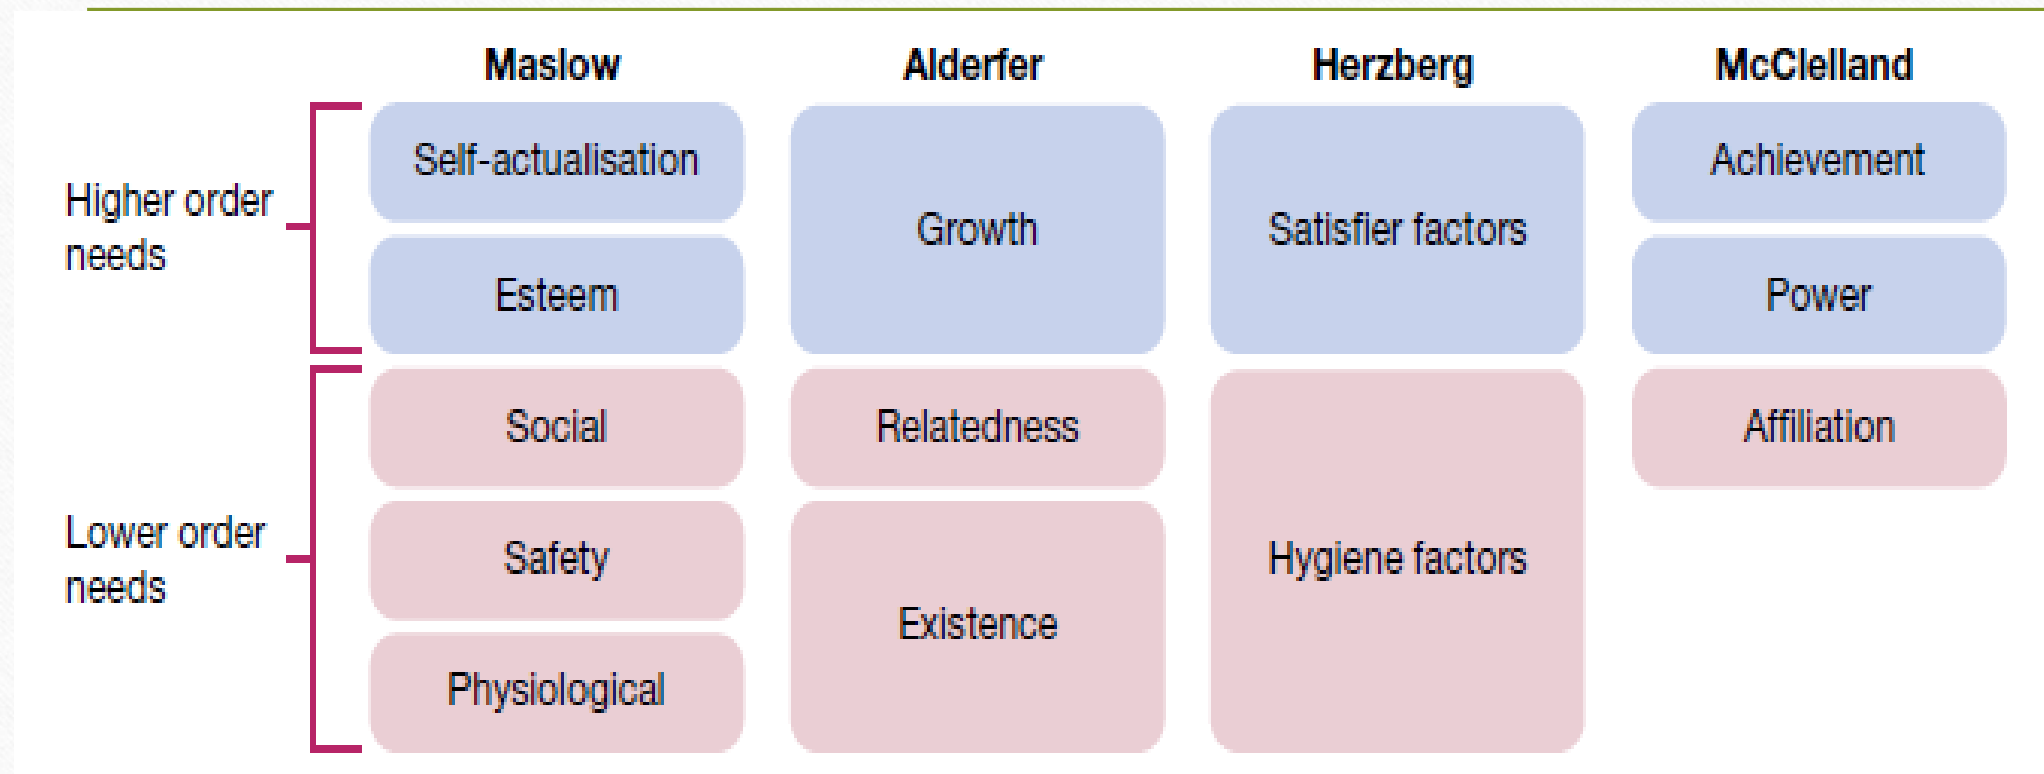 Maslow Alderfer Herzberg McClelland
Higher order
needs
Self-actualisation
Esteem
Growth
Satisfier factors
Achievement
Power
Lower order
needs
Social
Safety
Physiological
Relatedness
Existence
Hygiene factors
Affiliation